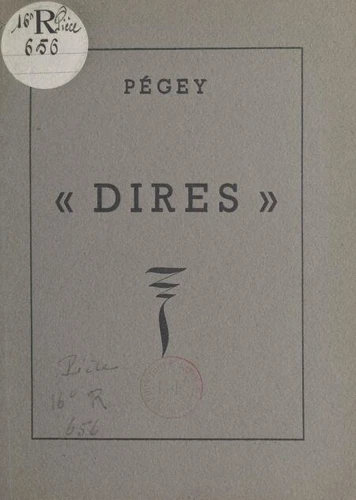 16° R Pièce
656
PÉGEY
« DIRES »
Pièce
16° R
656